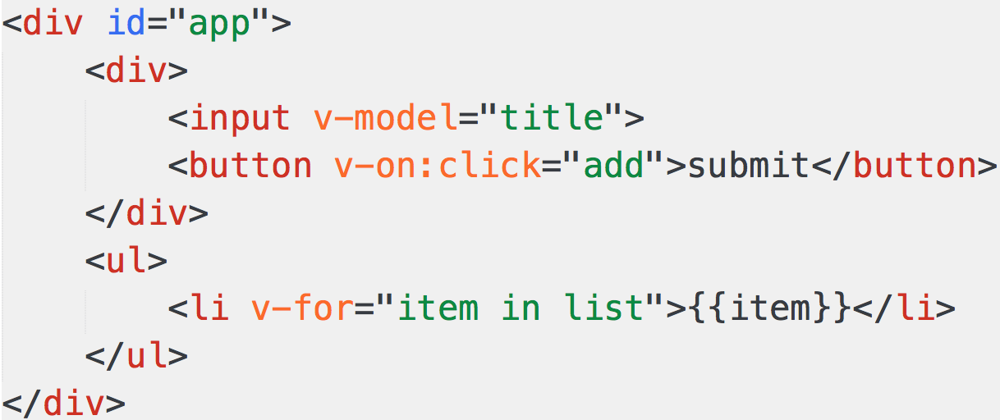 <div id="app">
    <div>
        <input v-model="title">
        <button v-on:click="add">submit</button>
    </div>
    <ul>
        <li v-for="item in list">{{item}}</li>
    </ul>
</div>